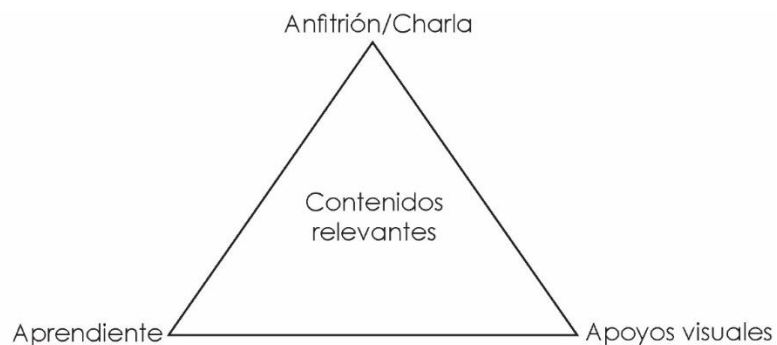 Anfitrión/Charla
Contenidos
relevantes
Aprendiente
Apoyos visuales